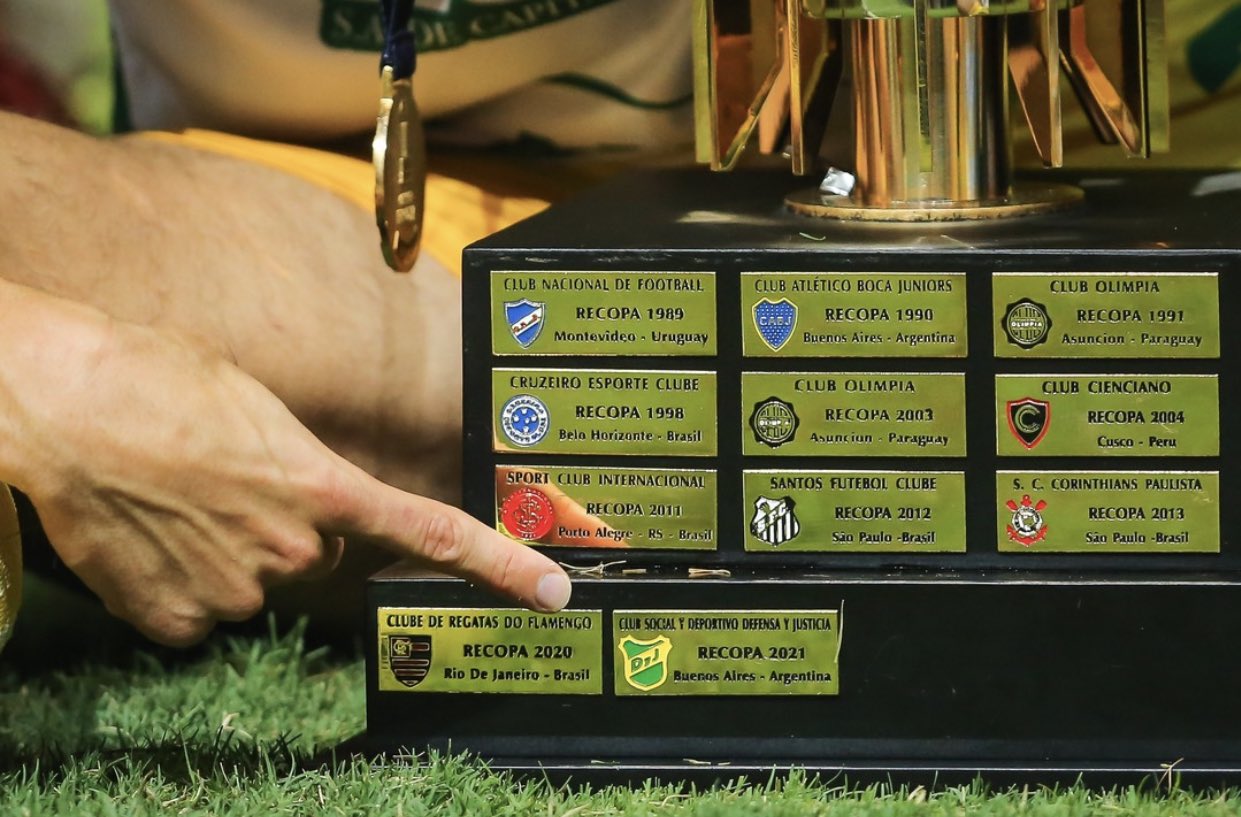 CLUB NACIONAL DE FOOTBALL
RECOPA 1989
Montevideo - Uruguay
CLUB ATLÉTICO BOCA JUNIORS
CABJ
RECOPA 1990
Buenos Aires - Argentina
CLUB OLIMPIA
OLIMPIA
RECOPA 1991
Asuncion - Paraguay
CRUZEIRO ESPORTE CLUBE
RECOPA 1998
Belo Horizonte - Brasil
CLUB OLIMPIA
OLIMPIA
RECOPA 2003
Asuncion - Paraguay
CLUB CIENCIANO
C
RECOPA 2004
Cusco - Peru
SPORT CLUB INTERNACIONAL
RECOPA 2011
Porto Alegre - RS - Brasil
SANTOS FUTEBOL CLUBE
RECOPA 2012
São Paulo -Brasil
S. C. CORINTHIANS PAULISTA
RECOPA 2013
São Paulo -Brasil
CLUBE DE REGATAS DO FLAMENGO
RECOPA 2020
Rio De Janeiro - Brasil
CLUB SOCIAL Y DEPORTIVO DEFENSA Y JUSTICIA
DyJ
RECOPA 2021
Buenos Aires - Argentina